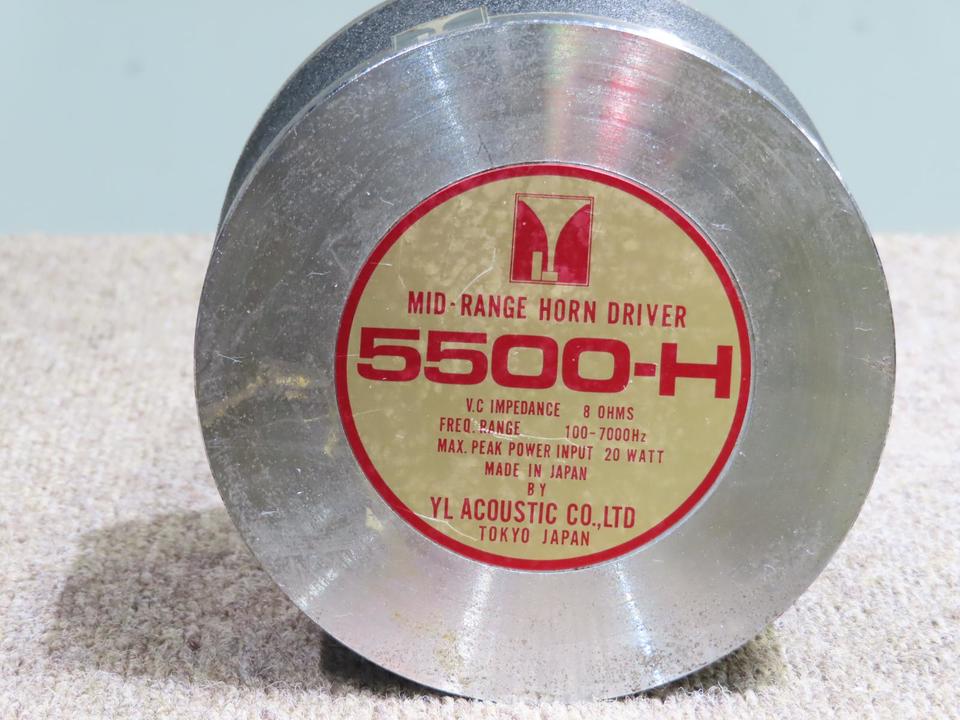 YL
MID-RANGE HORN DRIVER
5500-H
V.C IMPEDANCE 8 OHMS
FREQ. RANGE 100-7000Hz
MAX. PEAK POWER INPUT 20 WATT
MADE IN JAPAN
BY
YL ACOUSTIC CO.,LTD
TOKYO JAPAN